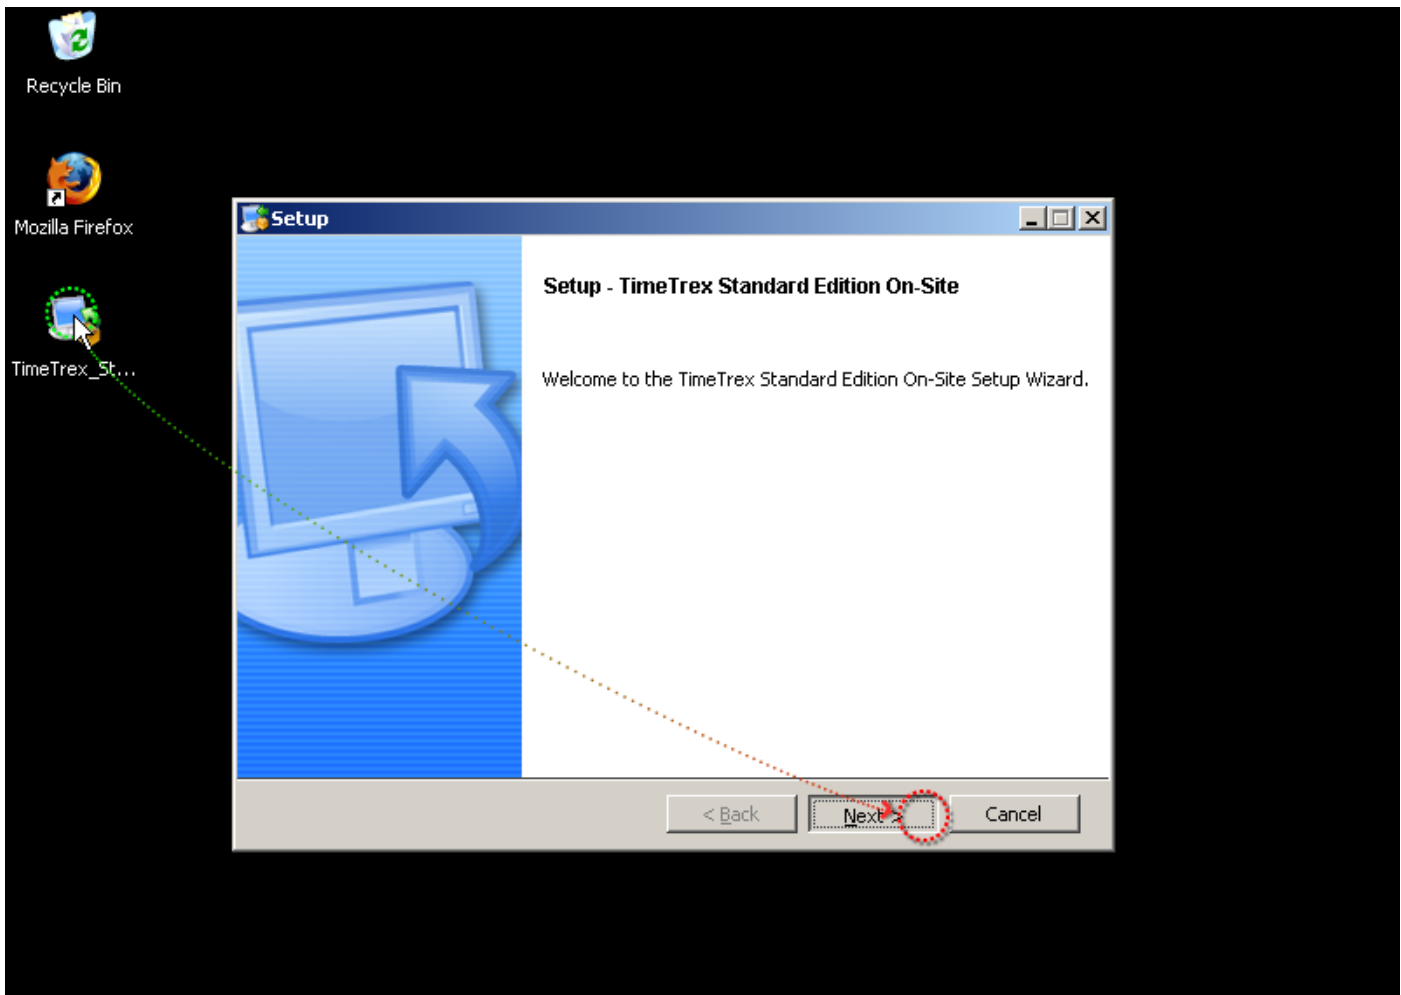 Recycle Bin
Mozilla Firefox
TimeTrex_St...
Setup
Setup - TimeTrex Standard Edition On-Site
Welcome to the TimeTrex Standard Edition On-Site Setup Wizard.
< Back
Next >
Cancel